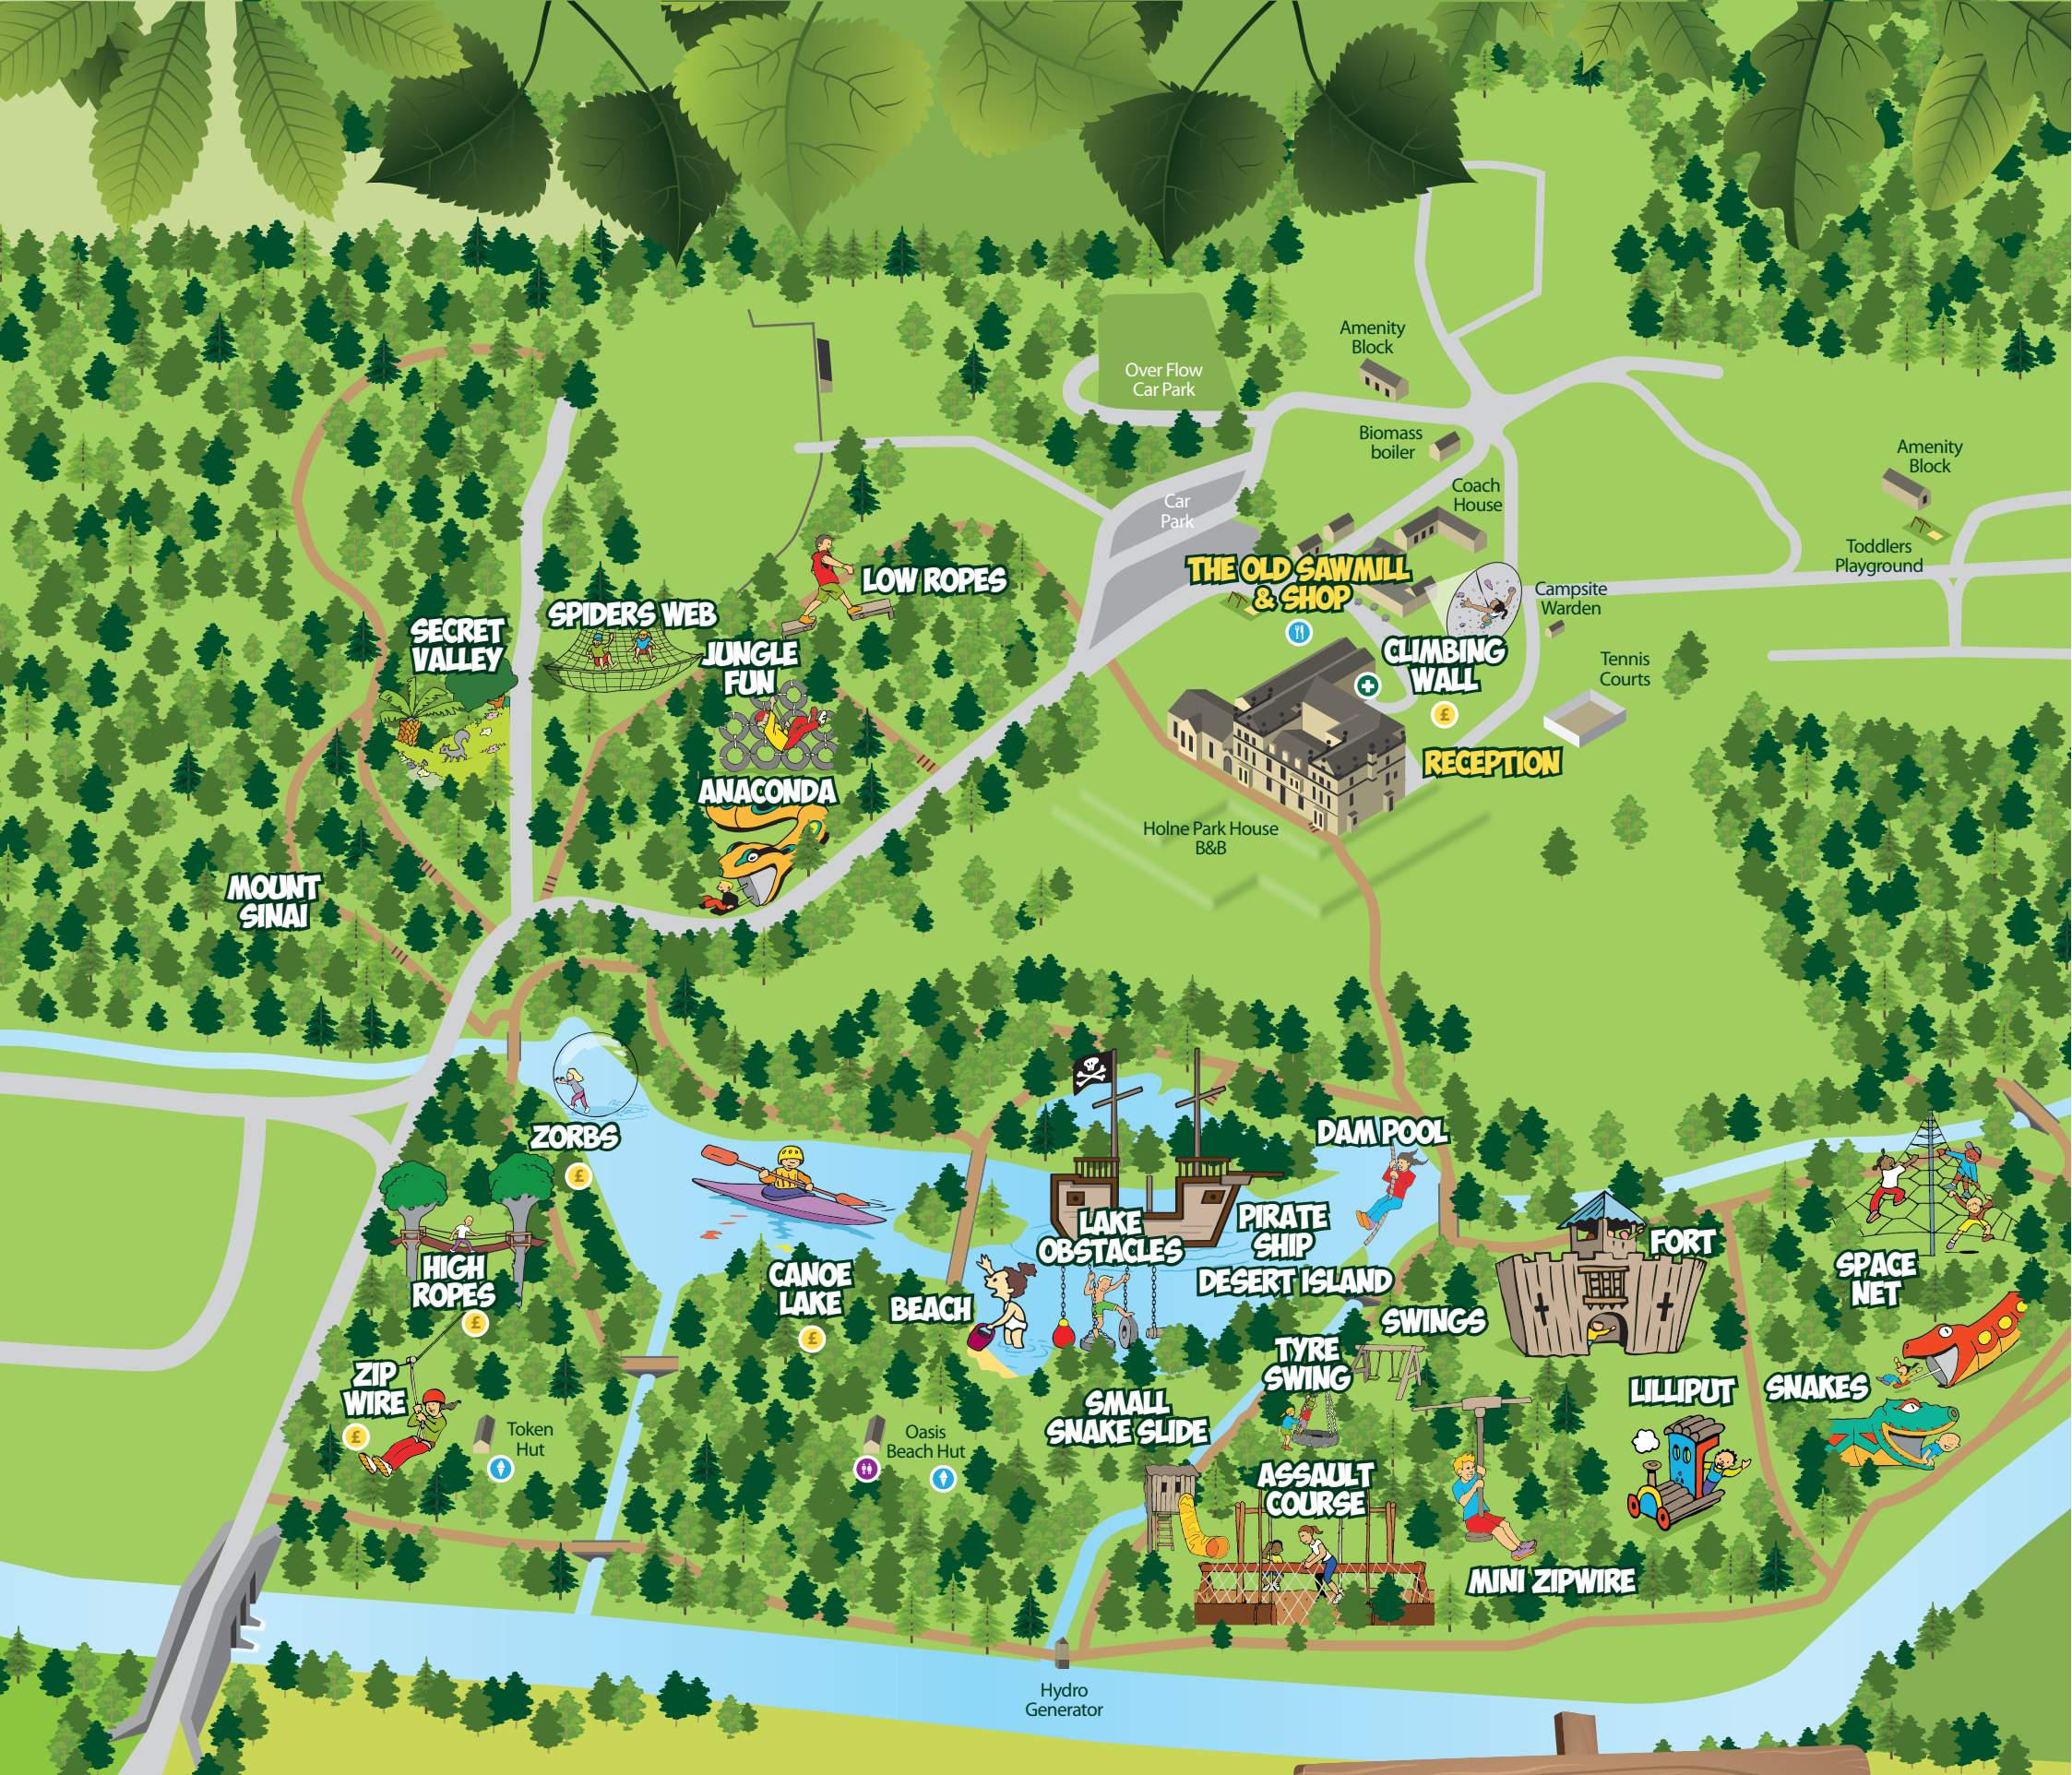 Amenity
Block
Over Flow
Car Park
Biomass
boiler
Amenity
Block
Coach
House
Car
Park
Toddlers
Playground
THE OLD SAWMILL
& SHOP
LOW ROPES
Campsite
Warden
SPIDERS WEB
SECRET
VALLEY
JUNGLE
FUN
CLIMBING
WALL
£
Tennis
Courts
RECEPTION
ANACONDA
Holne Park House
B&B
MOUNT
SINAI
ZORBS
£
DAM POOL
LAKE
OBSTACLES
PIRATE
SHIP
DESERT ISLAND
FORT
SPACE
NET
HIGH
ROPES
£
CANOE
LAKE
£
BEACH
SWINGS
TYRE
SWING
ZIP
WIRE
£
LILLIPUT
SNAKES
SMALL
SNAKE SLIDE
Token
Hut
Oasis
Beach Hut
ASSAULT
COURSE
MINI ZIPWIRE
Hydro
Generator